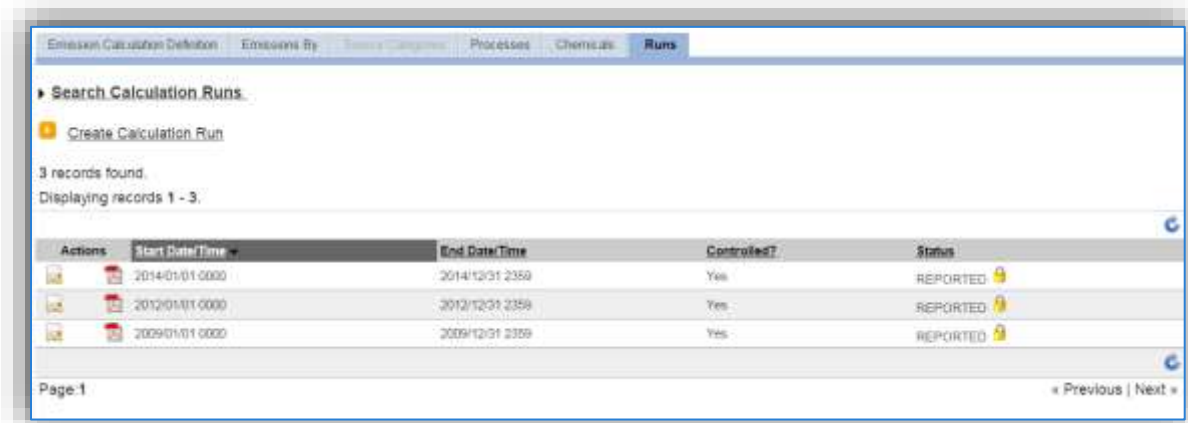 Emission Calculation Definition Emissions By Source Categories Processes Chemicals Runs
Search Calculation Runs
Create Calculation Run
3 records found.
Displaying records 1 - 3.
Actions Start Date/Time End Date/Time Controlled? Status
2014/01/01 0000 2014/12/31 2359 Yes REPORTED
2012/01/01 0000 2012/12/31 2359 Yes REPORTED
2009/01/01 0000 2009/12/31 2359 Yes REPORTED
Page:1 « Previous | Next »